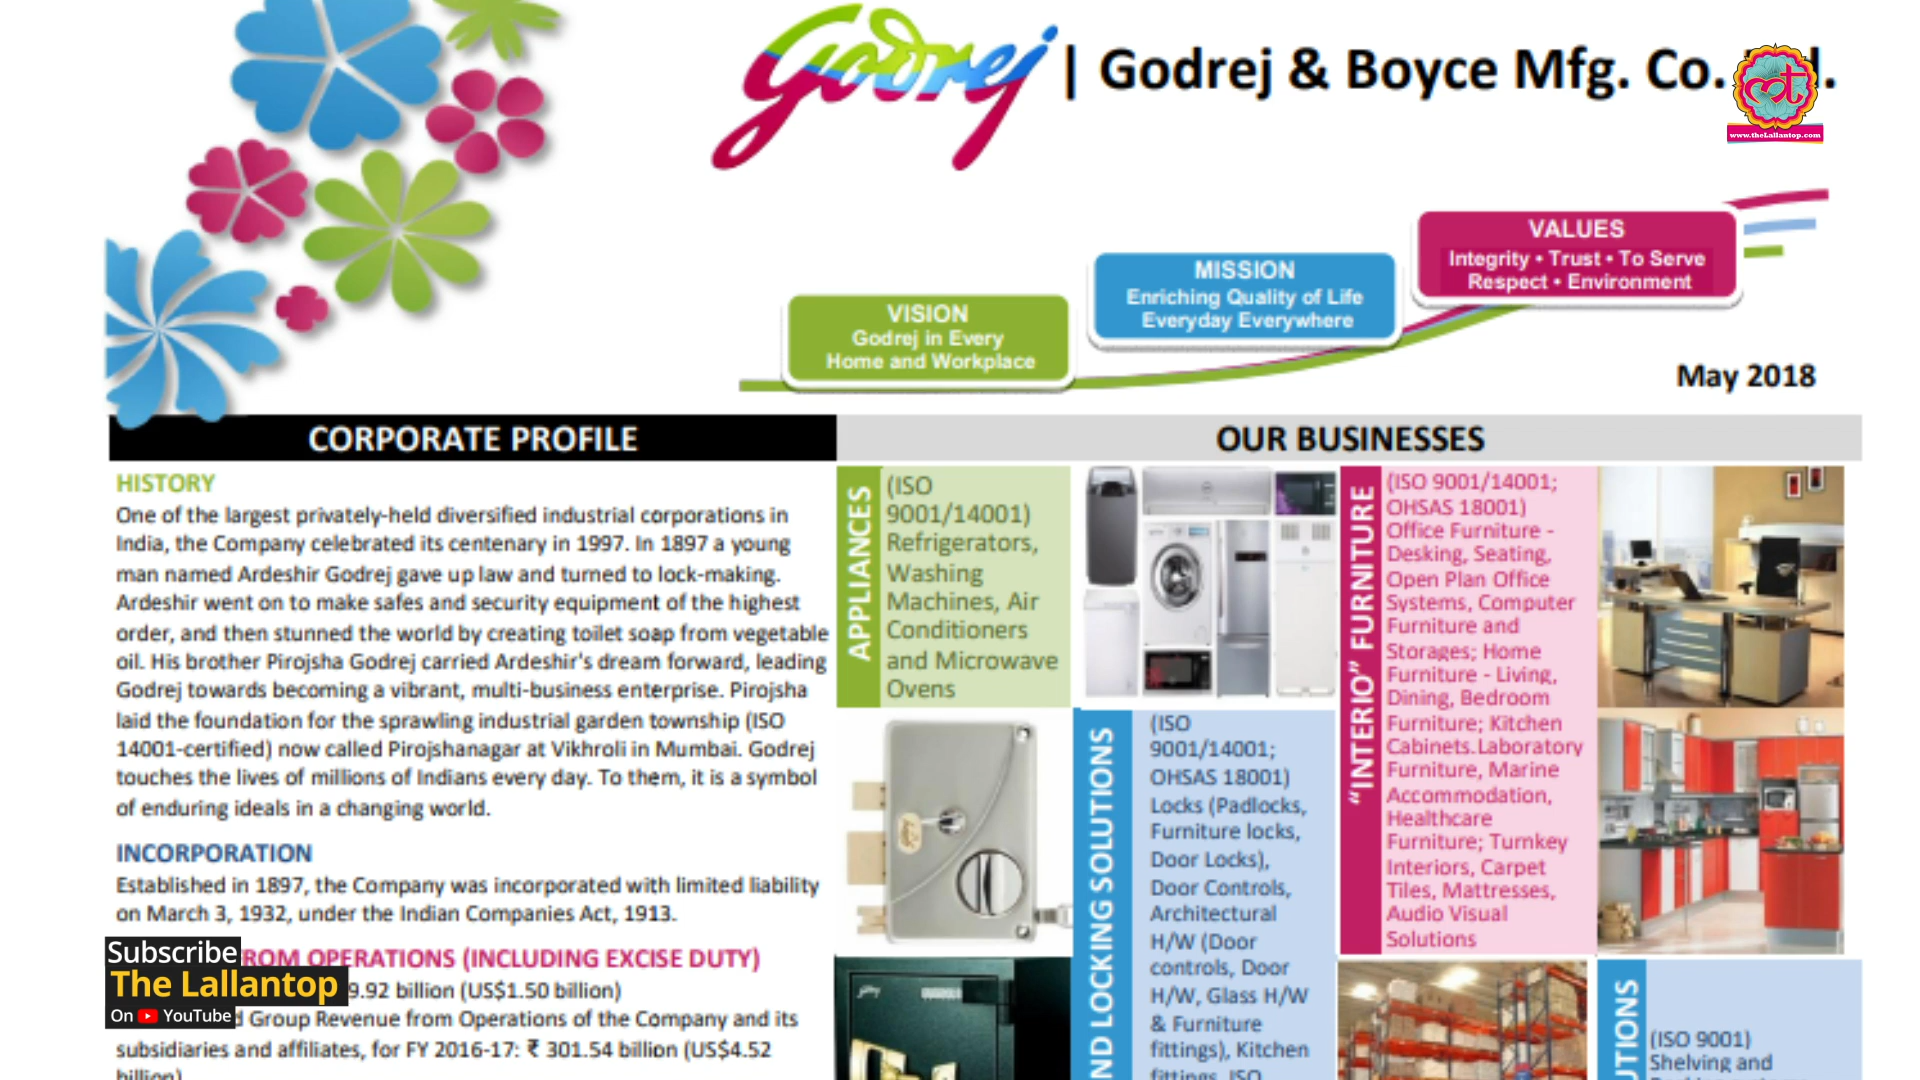 Godrej | Godrej & Boyce Mfg. Co.
www.theLallantop.com
VALUES
Integrity • Trust • To Serve
Respect • Environment
MISSION
Enriching Quality of Life
Everyday Everywhere
VISION
Godrej in Every
Home and Workplace
May 2018
CORPORATE PROFILE
OUR BUSINESSES
HISTORY
One of the largest privately-held diversified industrial corporations in
India, the Company celebrated its centenary in 1997. In 1897 a young
man named Ardeshir Godrej gave up law and turned to lock-making.
Ardeshir went on to make safes and security equipment of the highest
order, and then stunned the world by creating toilet soap from vegetable
oil. His brother Pirojsha Godrej carried Ardeshir's dream forward, leading
Godrej towards becoming a vibrant, multi-business enterprise. Pirojsha
laid the foundation for the sprawling industrial garden township (ISO
14001-certified) now called Pirojshanagar at Vikhroli in Mumbai. Godrej
touches the lives of millions of Indians every day. To them, it is a symbol
of enduring ideals in a changing world.
INCORPORATION
Established in 1897, the Company was incorporated with limited liability
on March 3, 1932, under the Indian Companies Act, 1913.
ROM OPERATIONS (INCLUDING EXCISE DUTY)
9.92 billion (US$1.50 billion)
d Group Revenue from Operations of the Company and its
subsidiaries and affiliates, for FY 2016-17: ₹ 301.54 billion (US$4.52
billion)
Subscribe
The Lallantop
On YouTube
APPLIANCES
(ISO
9001/14001)
Refrigerators,
Washing
Machines, Air
Conditioners
and Microwave
Ovens
ND LOCKING SOLUTIONS
(ISO
9001/14001;
OHSAS 18001)
Locks (Padlocks,
Furniture locks,
Door Locks),
Door Controls,
Architectural
H/W (Door
controls, Door
H/W, Glass H/W
& Furniture
fittings), Kitchen
fittings, ISO
"INTERIO" FURNITURE
(ISO 9001/14001;
OHSAS 18001)
Office Furniture -
Desking, Seating,
Open Plan Office
Systems, Computer
Furniture and
Storages; Home
Furniture - Living,
Dining, Bedroom
Furniture; Kitchen
Cabinets.Laboratory
Furniture, Marine
Accommodation,
Healthcare
Furniture; Turnkey
Interiors, Carpet
Tiles, Mattresses,
Audio Visual
Solutions
UTIONS
(ISO 9001)
Shelving and